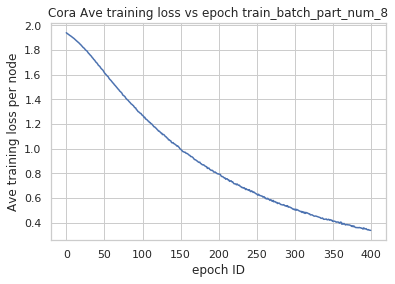 Cora Ave training loss vs epoch train_batch_part_num_8
Ave training loss per node
2.0
1.8
1.6
1.4
1.2
1.0
0.8
0.6
0.4
0 50 100 150 200 250 300 350 400
epoch ID